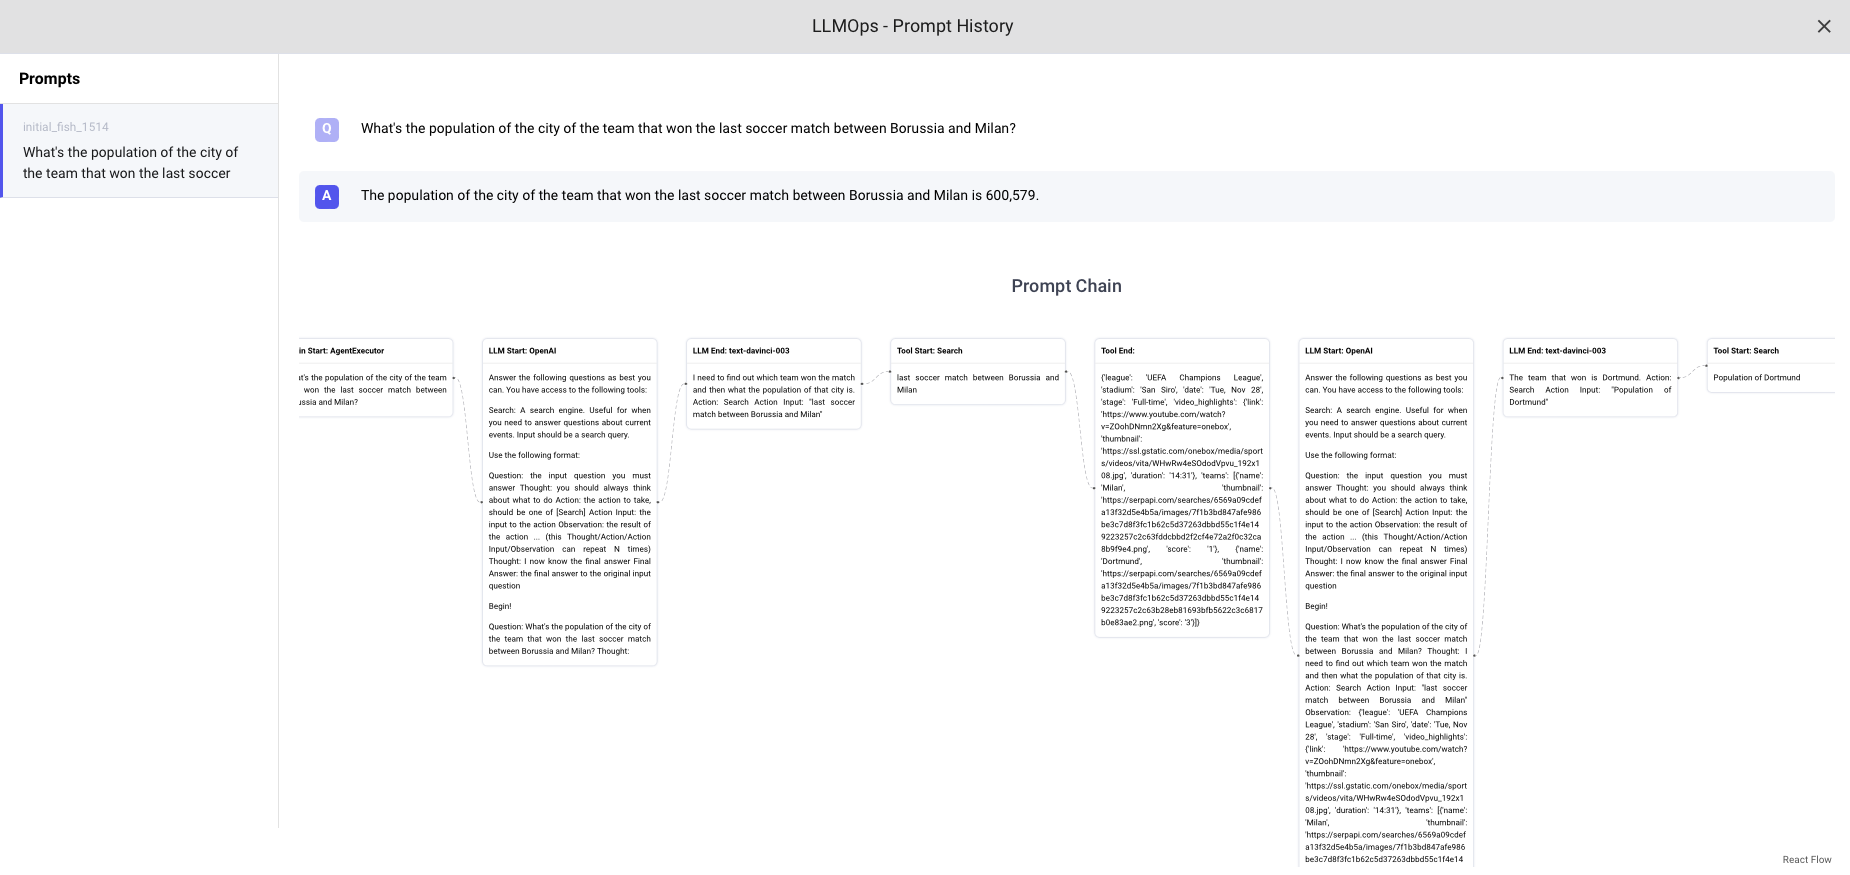 LLMOps - Prompt History
Prompts
initial_fish_1514
What's the population of the city of
the team that won the last soccer
Q
What's the population of the city of the team that won the last soccer match between Borussia and Milan?
A
The population of the city of the team that won the last soccer match between Borussia and Milan is 600,579.
Prompt Chain
in Start: AgentExecutor
at's the population of the city of the team
won the last soccer match between
ussia and Milan?
LLM Start: OpenAI
Answer the following questions as best you
can. You have access to the following tools:
Search: A search engine. Useful for when
you need to answer questions about current
events. Input should be a search query.
Use the following format:
Question: the input question you must
answer Thought: you should always think
about what to do Action: the action to take,
should be one of [Search] Action Input: the
input to the action Observation: the result of
the action ... (this Thought/Action/Action
Input/Observation can repeat N times)
Thought: I now know the final answer Final
Answer: the final answer to the original input
question
Begin!
Question: What's the population of the city of
the team that won the last soccer match
between Borussia and Milan? Thought:
LLM End: text-davinci-003
I need to find out which team won the match
and then what the population of that city is.
Action: Search Action Input: "last soccer
match between Borussia and Milan"
Tool Start: Search
last soccer match between Borussia and
Milan
Tool End:
{'league': 'UEFA Champions League',
'stadium': 'San Siro', 'date': 'Tue, Nov 28',
'stage': 'Full-time', 'video_highlights': {'link':
'https://www.youtube.com/watch?
v=ZOohDNmn2Xg&feature=onebox',
'thumbnail':
'https://ssl.gstatic.com/onebox/media/sport
s/videos/vita/WHwRw4eSOdodVpvu_192x1
08.jpg', 'duration': '14:31'}, 'teams': [{'name':
'Milan', 'thumbnail':
'https://serpapi.com/searches/6569a09cdef
a13f32d5e4b5a/images/7f1b3bd847afe986
be3c7d8f3fc1b62c5d37263dbbd55c1f4e14
9223257c2c63fddcbbd2f2cf4e72a2f0c32ca
8b9f9e4.png', 'score': '1'}, {'name':
'Dortmund', 'thumbnail':
'https://serpapi.com/searches/6569a09cdef
a13f32d5e4b5a/images/7f1b3bd847afe986
be3c7d8f3fc1b62c5d37263dbbd55c1f4e14
9223257c2c63b28eb81693bfb5622c3c6817
b0e83ae2.png', 'score': '3'}]}
LLM Start: OpenAI
Answer the following questions as best you
can. You have access to the following tools:
Search: A search engine. Useful for when
you need to answer questions about current
events. Input should be a search query.
Use the following format:
Question: the input question you must
answer Thought: you should always think
about what to do Action: the action to take,
should be one of [Search] Action Input: the
input to the action Observation: the result of
the action ... (this Thought/Action/Action
Input/Observation can repeat N times)
Thought: I now know the final answer Final
Answer: the final answer to the original input
question
Begin!
Question: What's the population of the city of
the team that won the last soccer match
between Borussia and Milan? Thought: I
need to find out which team won the match
and then what the population of that city is.
Action: Search Action Input: "last soccer
match between Borussia and Milan"
Observation: {'league': 'UEFA Champions
League', 'stadium': 'San Siro', 'date': 'Tue, Nov
28', 'stage': 'Full-time', 'video_highlights':
{'link': 'https://www.youtube.com/watch?
v=ZOohDNmn2Xg&feature=onebox',
'thumbnail':
'https://ssl.gstatic.com/onebox/media/sport
s/videos/vita/WHwRw4eSOdodVpvu_192x1
08.jpg', 'duration': '14:31'}, 'teams': [{'name':
'Milan', 'thumbnail':
'https://serpapi.com/searches/6569a09cdef
a13f32d5e4b5a/images/7f1b3bd847afe986
be3c7d8f3fc1b62c5d37263dbbd55c1f4e14
LLM End: text-davinci-003
The team that won is Dortmund. Action:
Search Action Input: "Population of
Dortmund"
Tool Start: Search
Population of Dortmund
React Flow